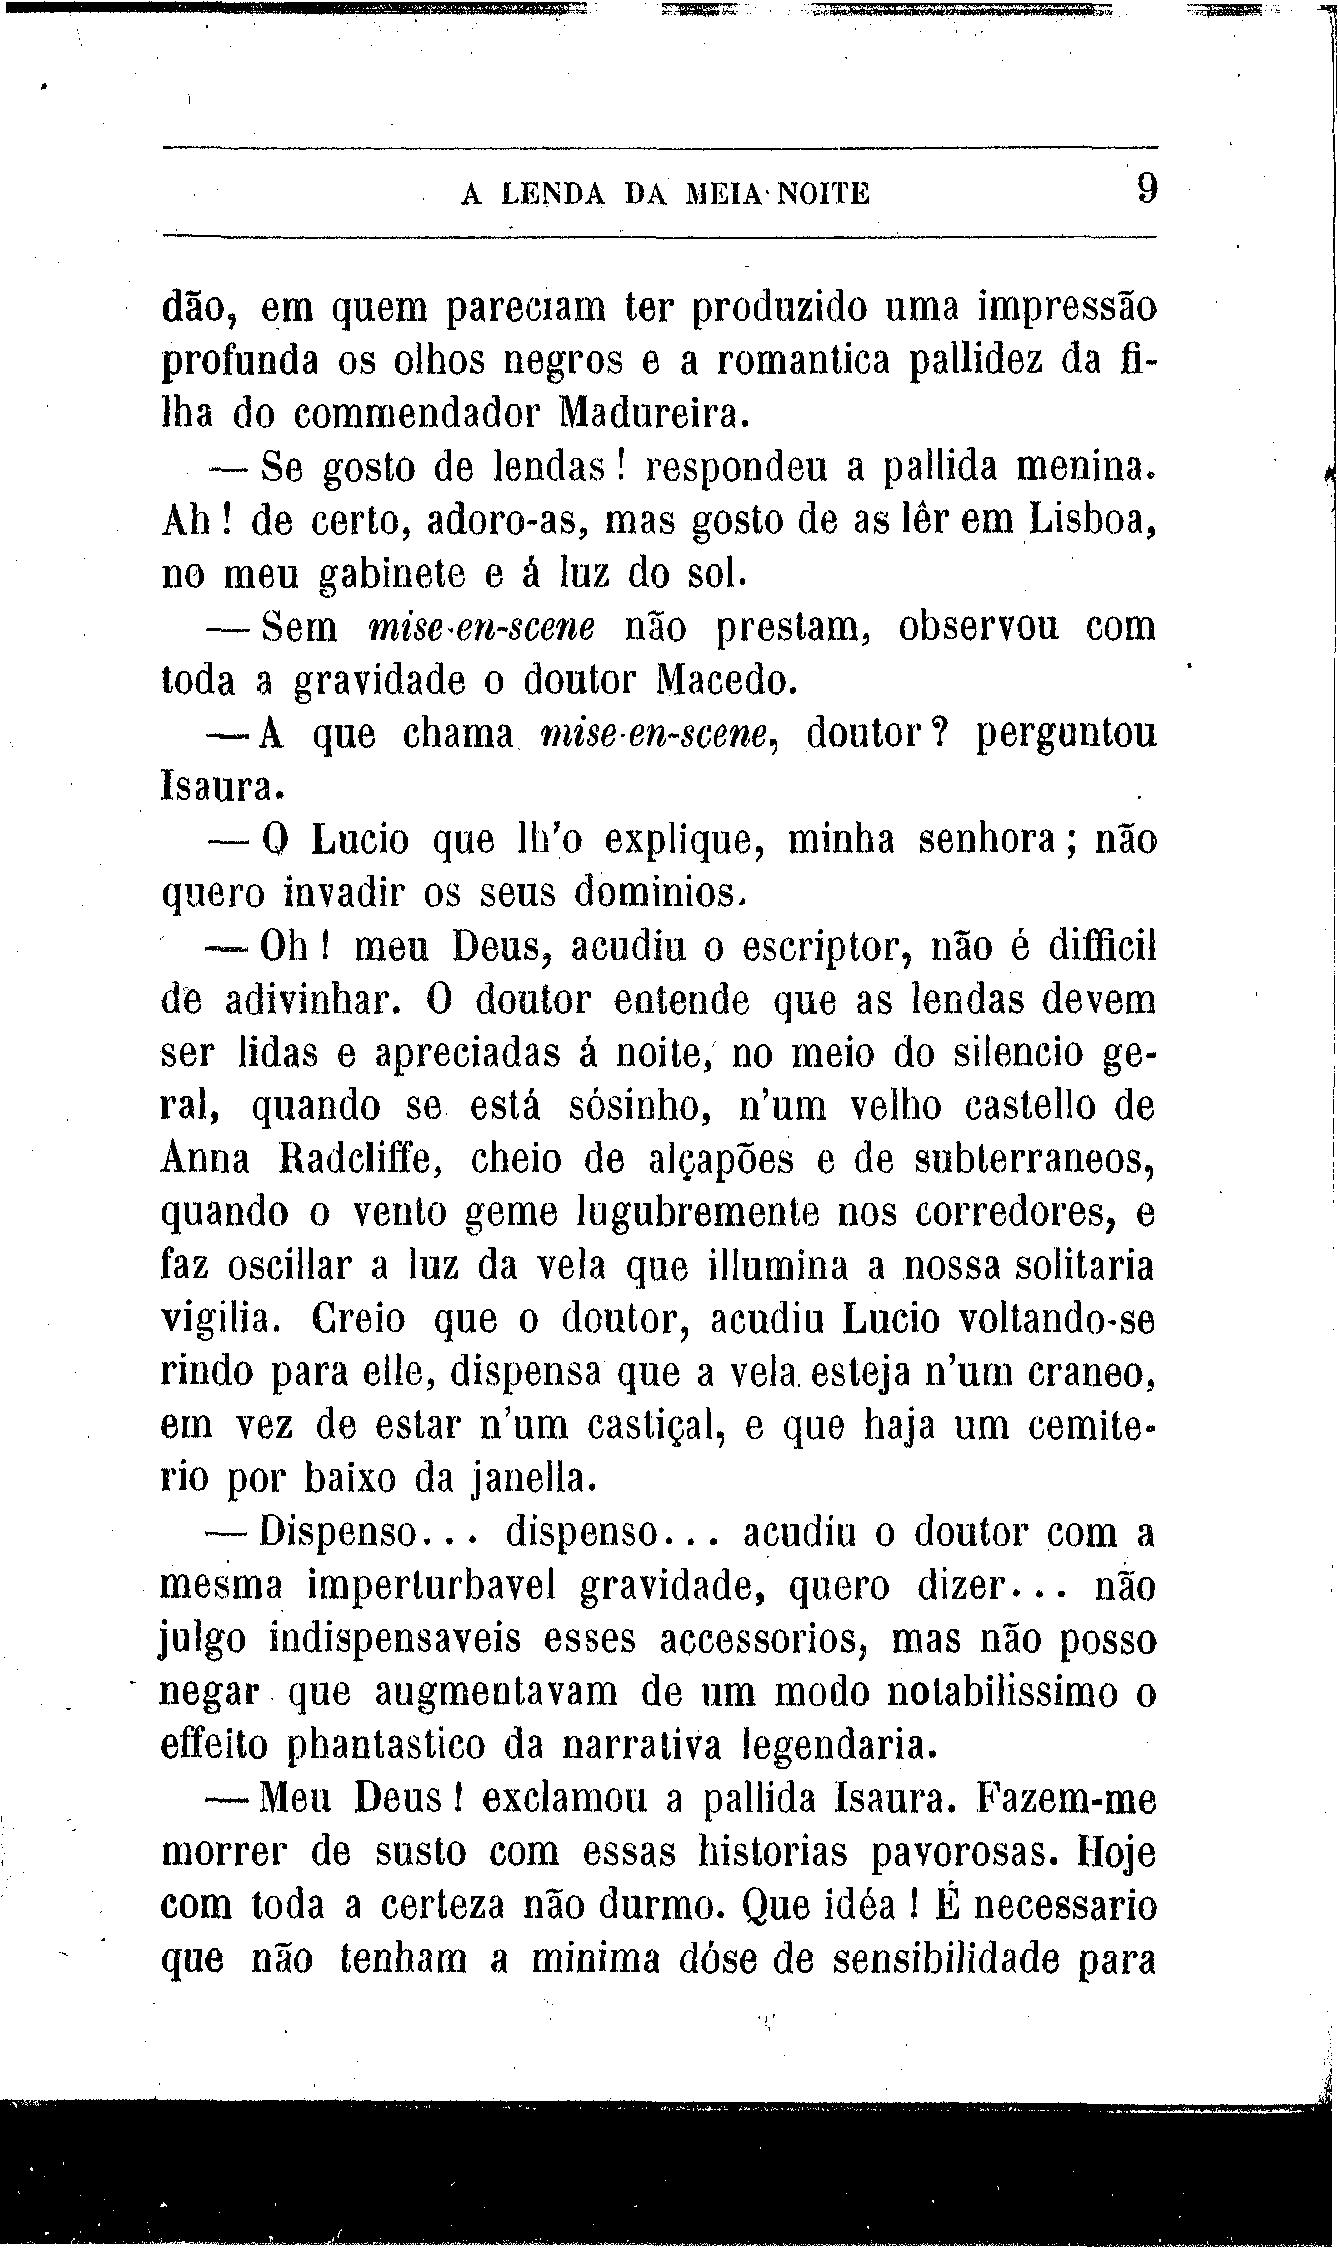 A LENDA DA MEIA-NOITE 9
dão, em quem pareciam ter produzido uma impressão
profunda os olhos negros e a romantica pallidez da fi-
lha do commendador Madureira.
— Se gosto de lendas! respondeu a pallida menina.
Ah! de certo, adoro-as, mas gosto de as lêr em Lisboa,
no meu gabinete e á luz do sol.
— Sem mise-en-scene não prestam, observou com
toda a gravidade o doutor Macedo.
— A que chama mise-en-scene, doutor? perguntou
Isaura.
— O Lucio que lh'o explique, minha senhora; não
quero invadir os seus dominios.
— Oh! meu Deus, acudiu o escriptor, não é difficil
de adivinhar. O doutor entende que as lendas devem
ser lidas e apreciadas á noite, no meio do silencio ge-
ral, quando se está sósinho, n'um velho castello de
Anna Radcliffe, cheio de alçapões e de subterraneos,
quando o vento geme lugubremente nos corredores, e
faz oscillar a luz da vela que illumina a nossa solitaria
vigilia. Creio que o doutor, acudiu Lucio voltando-se
rindo para elle, dispensa que a vela esteja n'um craneo,
em vez de estar n'um castiçal, e que haja um cemite-
rio por baixo da janella.
— Dispenso... dispenso... acudiu o doutor com a
mesma imperturbavel gravidade, quero dizer... não
julgo indispensaveis esses accessorios, mas não posso
negar que augmentavam de um modo notabilissimo o
effeito phantastico da narrativa legendaria.
— Meu Deus! exclamou a pallida Isaura. Fazem-me
morrer de susto com essas historias pavorosas. Hoje
com toda a certeza não durmo. Que idéa! É necessario
que não tenham a minima dóse de sensibilidade para